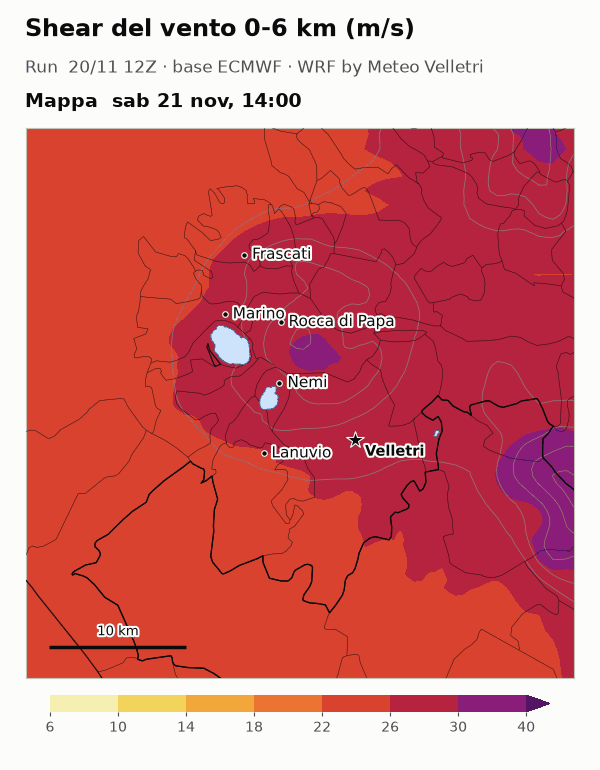 Shear del vento 0-6 km (m/s)
Run  20/11 12Z · base ECMWF · WRF by Meteo Velletri
Mappa  sab 21 nov, 14:00
Frascati
Marino
Rocca di Papa
Nemi
Velletri
Lanuvio
10 km
6 10 14 18 22 26 30 40